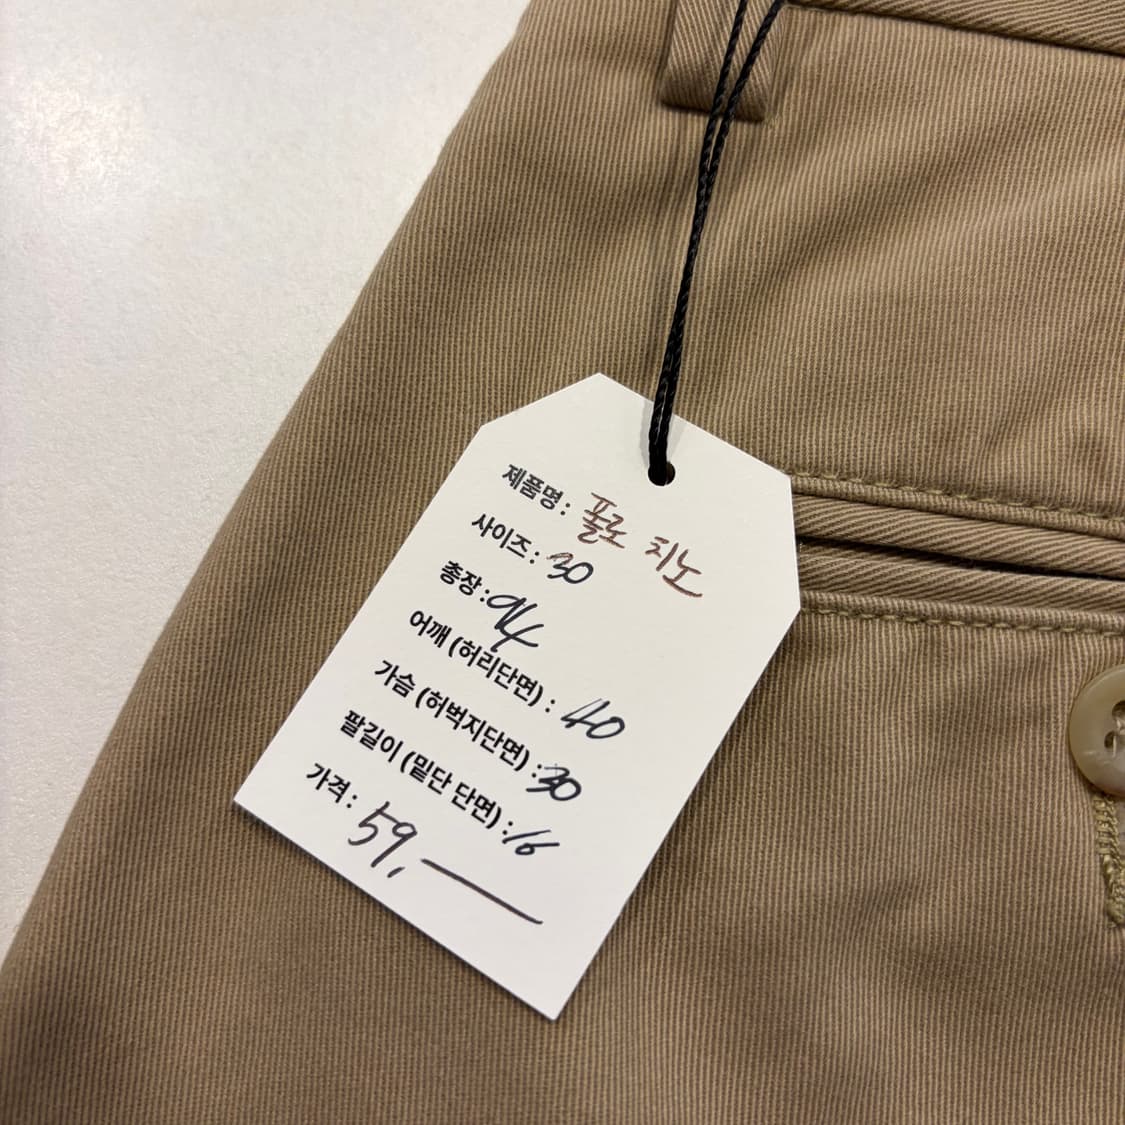 제품명 : 폴로 치노
사이즈 : 30
총장 : 94
어깨 (허리단면) : 40
가슴 (허벅지단면) : 30
팔길이 (밑단 단면) : 16
가격 : 59,—